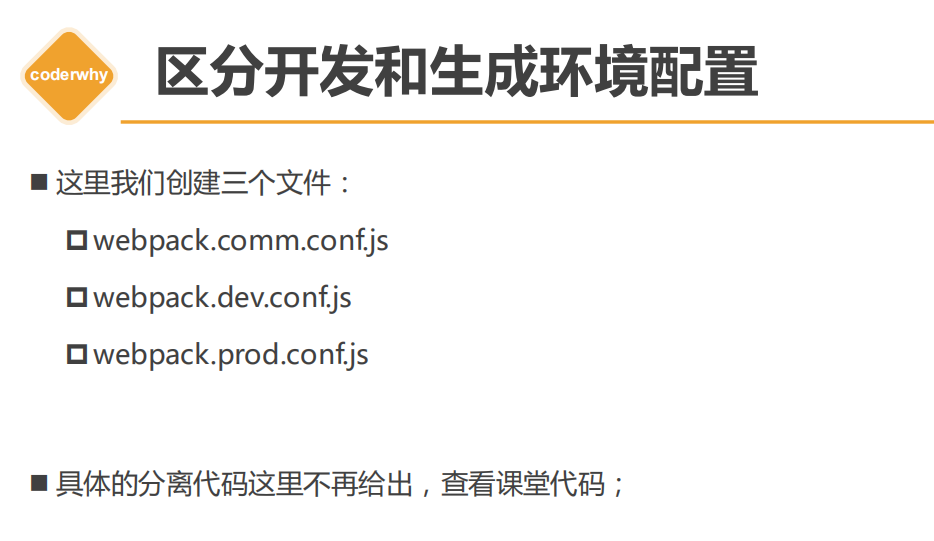 coderwhy
区分开发和生成环境配置
这里我们创建三个文件：
webpack.comm.conf.js
webpack.dev.conf.js
webpack.prod.conf.js
具体的分离代码这里不再给出，查看课堂代码；